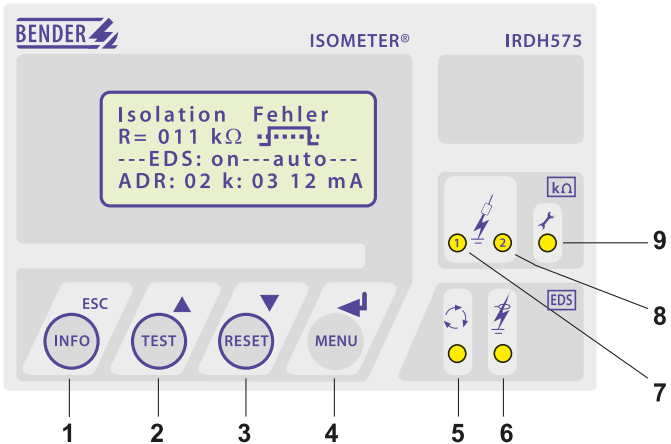 BENDER
ISOMETER® IRDH575
Isolation Fehler
R= 011 kΩ
---EDS: on---auto---
ADR: 02 k: 03 12 mA
kΩ
1 2
9
8
7
ESC
EDS
INFO TEST RESET MENU
1 2 3 4 5 6